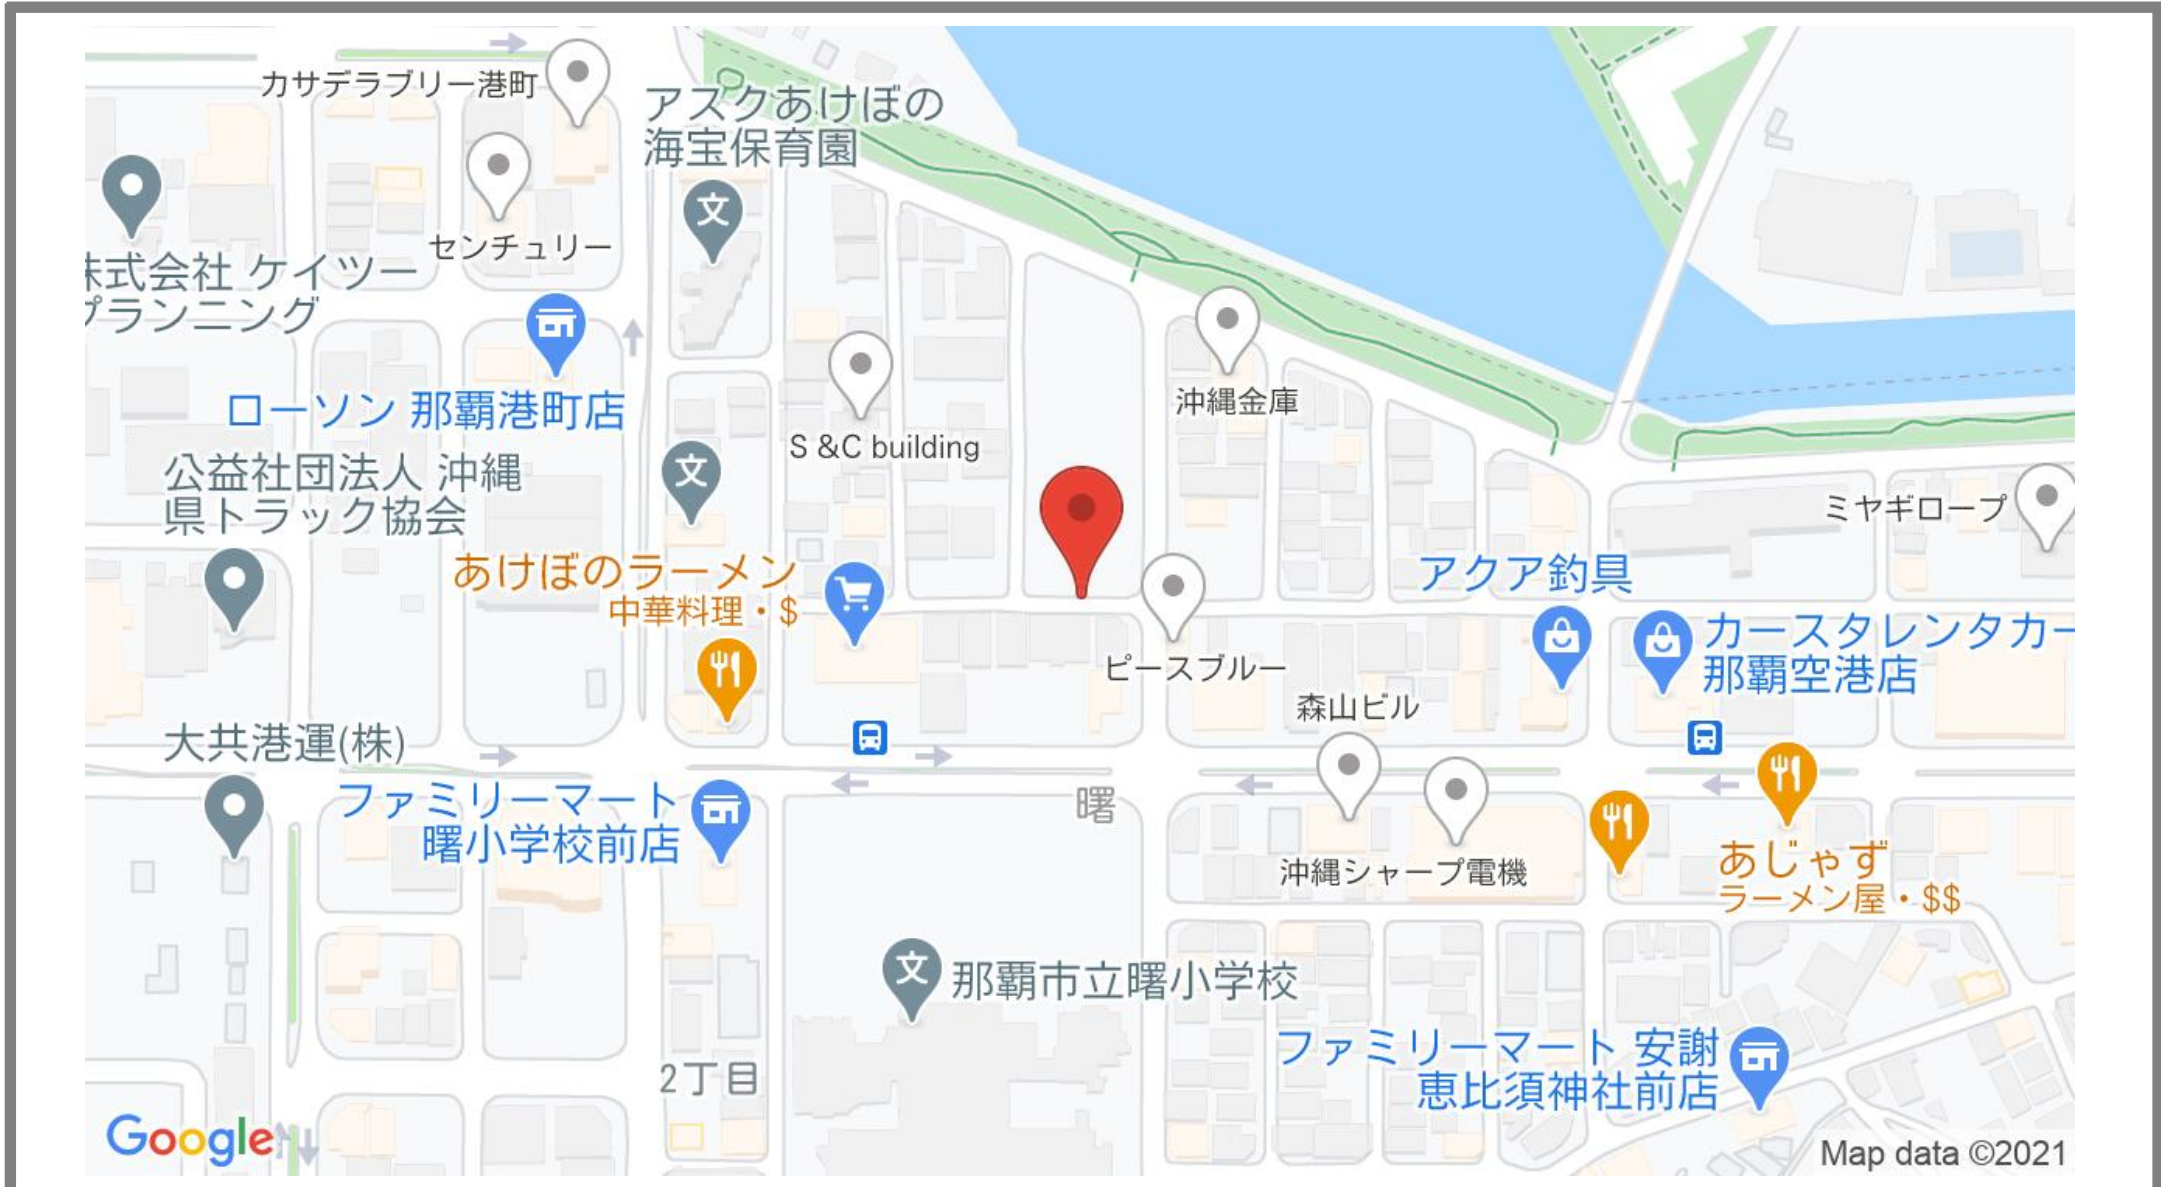 カサデラブリー港町
アスクあけぼの
海宝保育園
文
センチュリー
株式会社 ケイツー
プランニング
ローソン 那覇港町店
沖縄金庫
S &C building
公益社団法人 沖縄
県トラック協会
文
ミヤギロープ
あけぼのラーメン
中華料理・$
アクア釣具
カースタレンタカー
那覇空港店
ピースブルー
森山ビル
大共港運(株)
ファミリーマート
曙小学校前店
曙
沖縄シャープ電機
あじゃず
ラーメン屋・$$
文
那覇市立曙小学校
ファミリーマート 安謝
恵比須神社前店
2丁目
Google
Map data ©2021